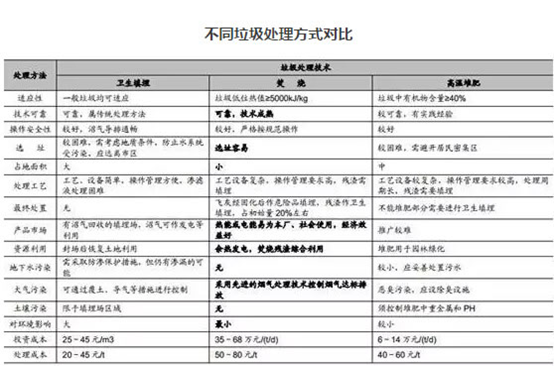 不同垃圾处理方式对比
处理方法 垃圾处理技术
卫生填埋 焚 烧 高温堆肥
适应性 一般垃圾均可适应 垃圾低位热值≥5000kJ/kg 垃圾中有机物含量≥40%
技术可靠 可靠,属传统处理方法 可靠,技术成熟 较可靠,有实践经验
操作安全性 较好,沼气导排通畅 较好,严格按规范操作 较好
选 址 较困难,需考虑地质条件,防止水系统 选址容易 较困难,需避开居民密集区
受污染,应远离市区
占地面积 大 小 中
处理工艺 工艺、设备简单,操作管理方便,渗滤 工艺设备复杂,操作管理要求高,残渣需 工艺设备较复杂,操作管理要求较高,处理周
液处理困难 填埋 期长,残渣需要填埋
最终处置 无 飞灰经固化后作危险品填埋,残渣作卫生 不能堆肥部分需要进行卫生填埋
填埋,占初始量20%左右
产品市场 有沼气回收的填埋场,沼气可作发电等 热能或电能易为本厂、社会使用,经济效 推广较难
利用 益好
资源利用 封场后恢复土地利用 余热发电,焚烧残渣综合利用 堆肥用于园林绿化
地下水污染 需采取防渗保护措施,但仍有渗漏的可 无 较小,应妥善处置污水
能
大气污染 可通过覆土、导气等措施进行控制 采用先进的烟气处理技术控制烟气达标排 恶臭污染,应设除臭设施
放
土壤污染 限于填埋场区域 无 须控制堆肥中重金属和PH
对环境影响 大 最小 较小
投资成本 25-45元/m3 35-68万元/(t/d) 6-14万元/(t/d)
处理成本 20-45元/t 50-80元/t 40-60元/t